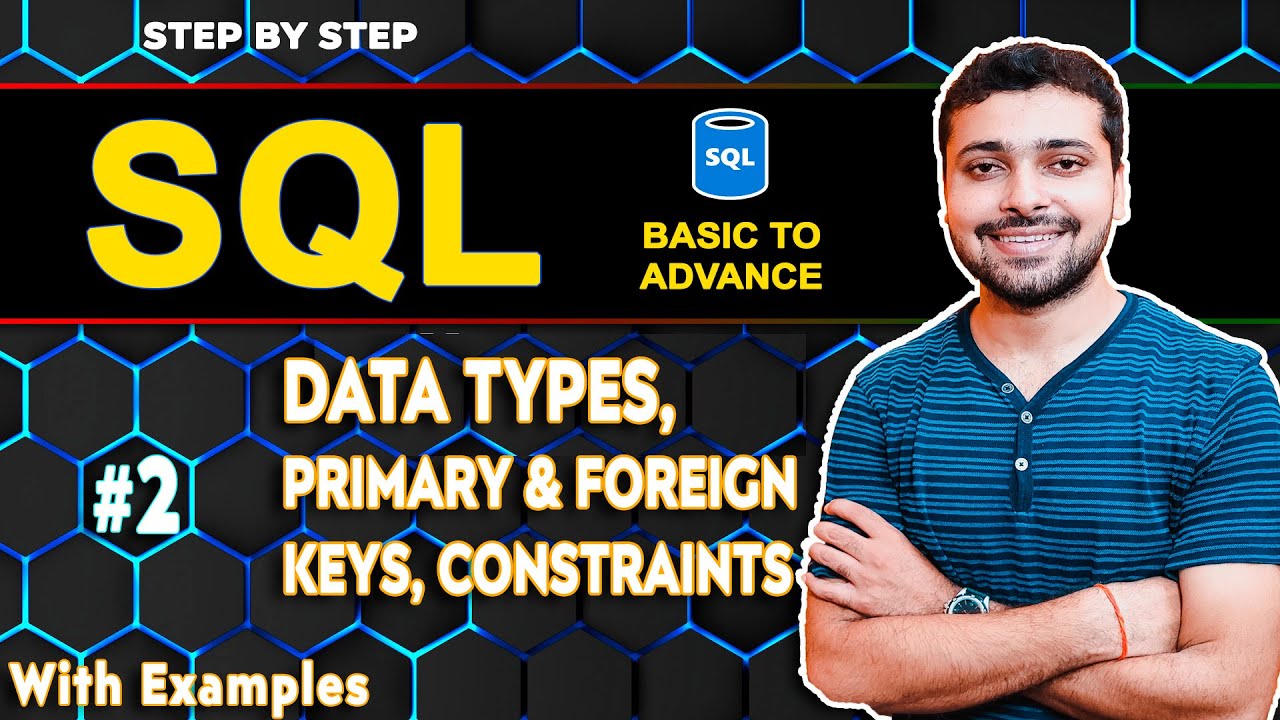 STEP BY STEP
SQL
SQL
BASIC TO
ADVANCE
DATA TYPES,
#2
PRIMARY & FOREIGN
KEYS, CONSTRAINTS
With Examples